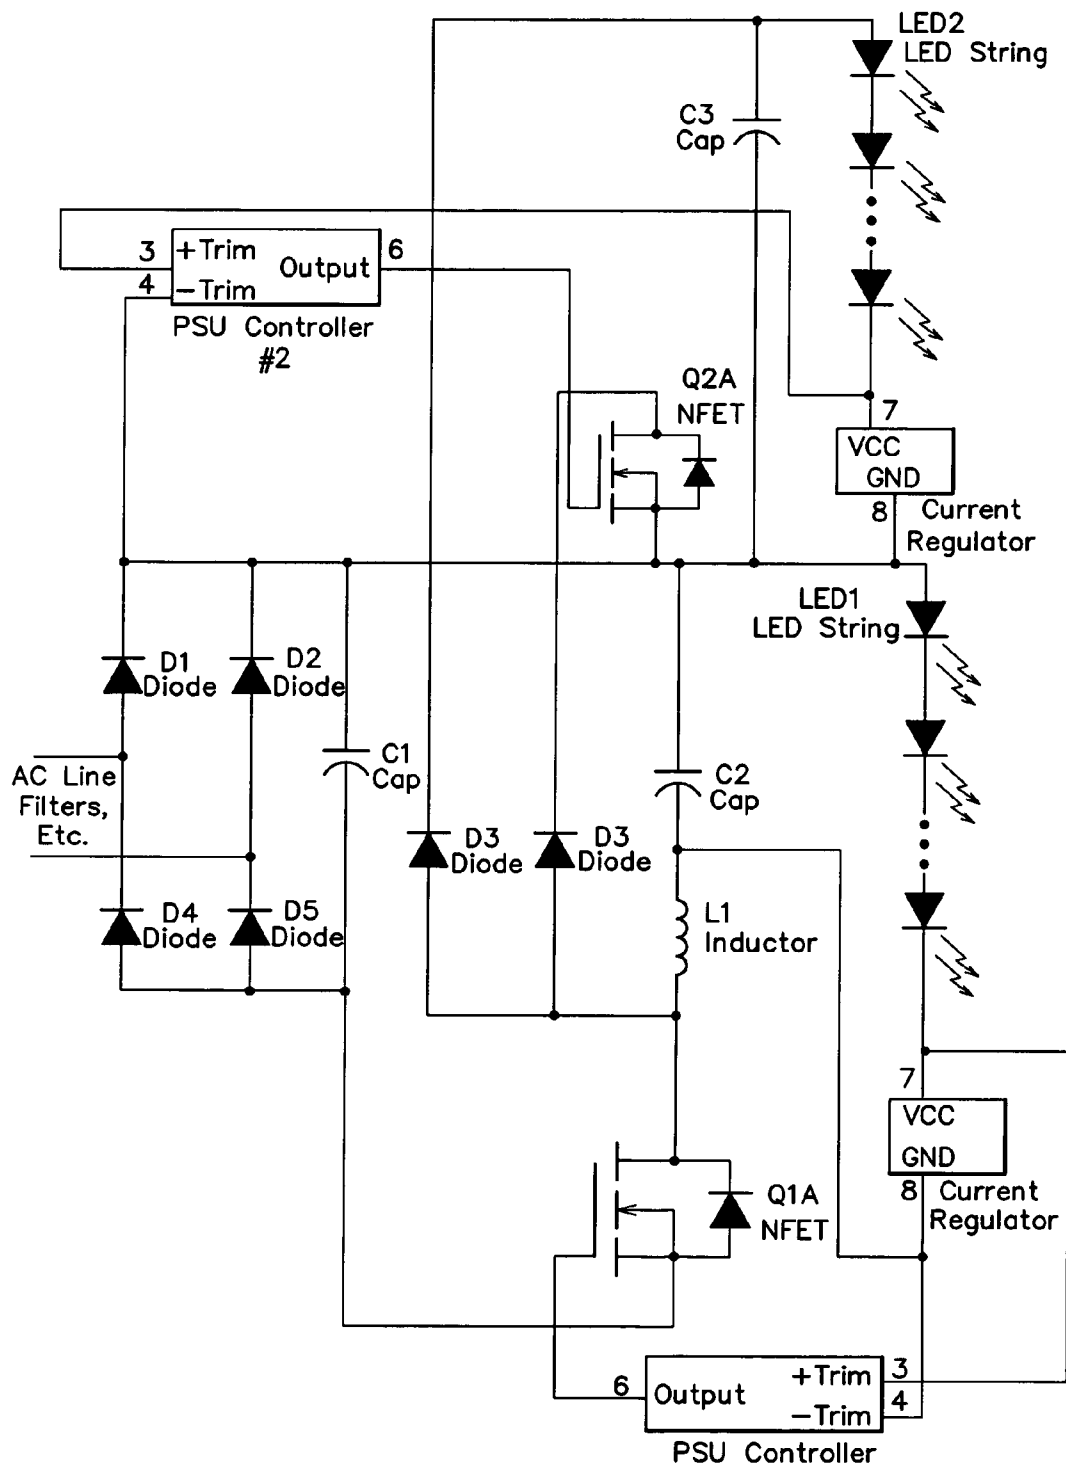 LED2
LED String
C3
Cap
3
+Trim
6
Output
4
−Trim
PSU Controller
#2
Q2A
NFET
7
VCC
GND
8
Current
Regulator
LED1
LED String
D1
Diode
D2
Diode
C1
Cap
C2
Cap
AC Line
Filters,
Etc.
D3
Diode
D3
Diode
D4
Diode
D5
Diode
L1
Inductor
7
VCC
GND
8
Current
Regulator
Q1A
NFET
6
Output
+Trim
3
−Trim
4
PSU Controller